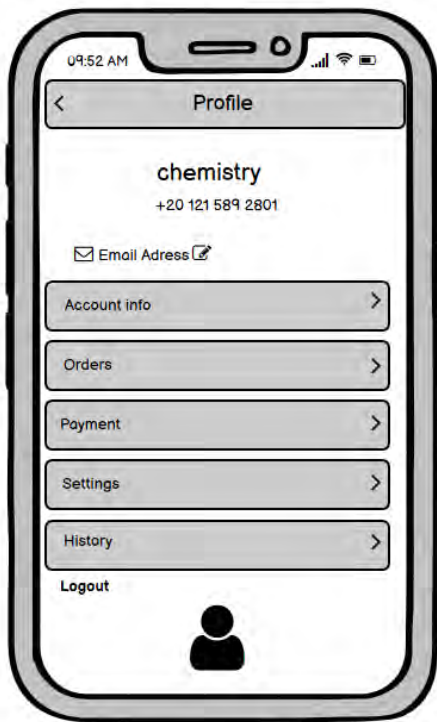 09:52 AM
Profile
chemistry
+20 121 589 2801
Email Adress
Account info
Orders
Payment
Settings
History
Logout